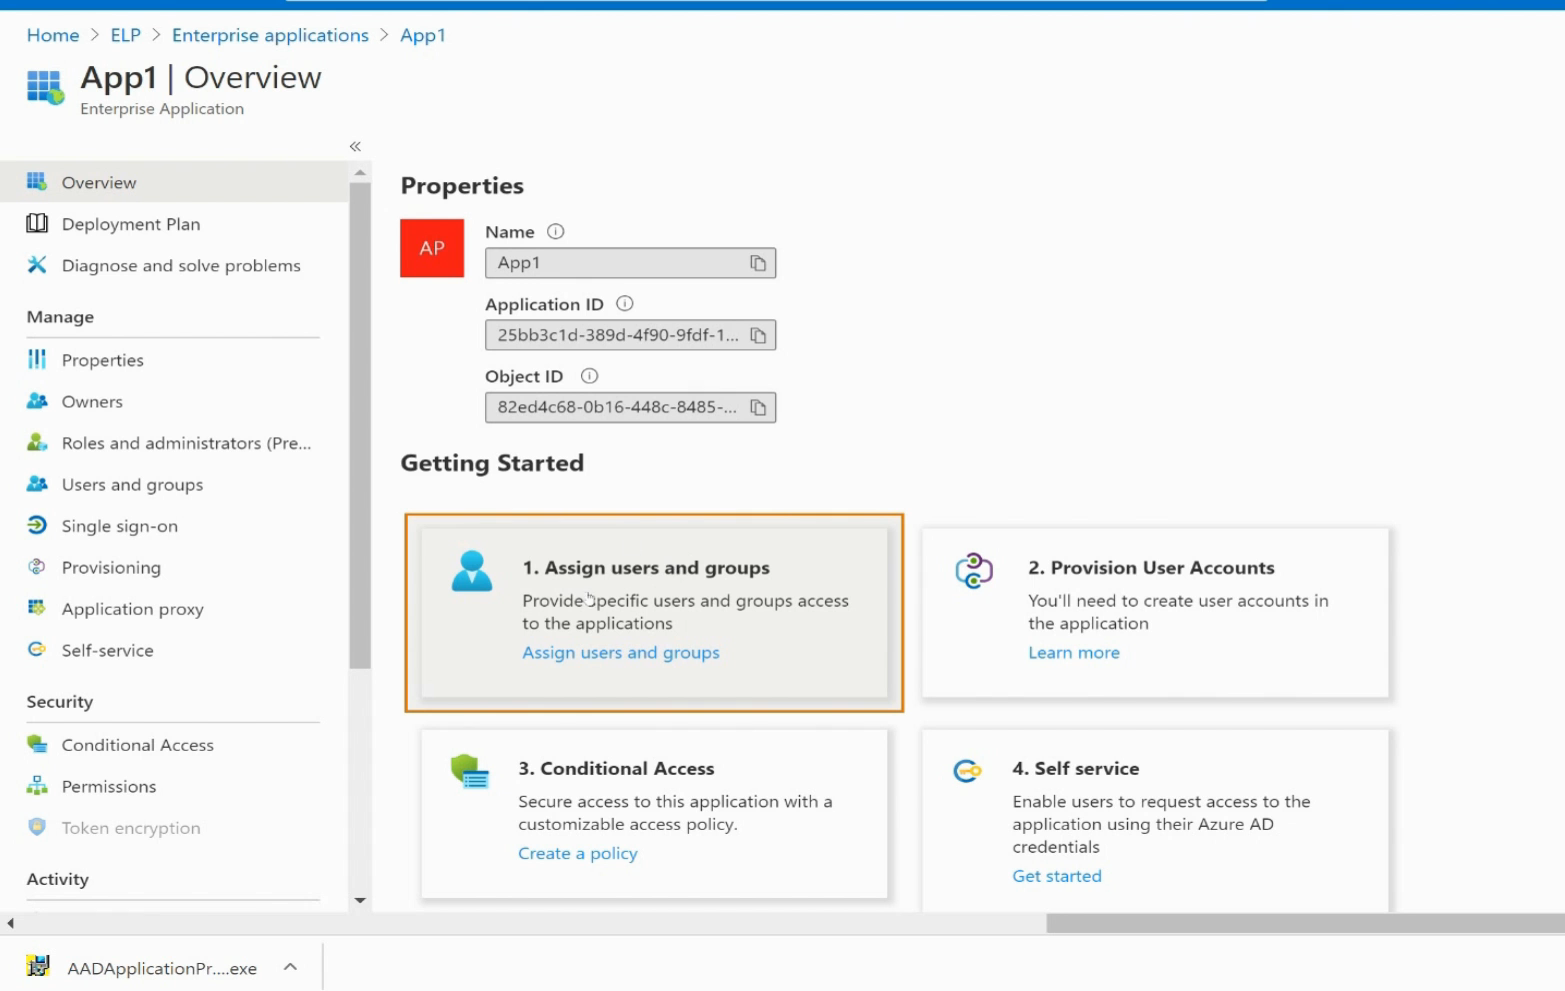 Home > ELP > Enterprise applications > App1
App1 | Overview
Enterprise Application
«
Overview
Deployment Plan
Diagnose and solve problems
Manage
Properties
Owners
Roles and administrators (Pre...
Users and groups
Single sign-on
Provisioning
Application proxy
Self-service
Security
Conditional Access
Permissions
Token encryption
Activity
Properties
AP
Name
App1
Application ID
25bb3c1d-389d-4f90-9fdf-1...
Object ID
82ed4c68-0b16-448c-8485-...
Getting Started
1. Assign users and groups
Provide specific users and groups access
to the applications
Assign users and groups
2. Provision User Accounts
You'll need to create user accounts in
the application
Learn more
3. Conditional Access
Secure access to this application with a
customizable access policy.
Create a policy
4. Self service
Enable users to request access to the
application using their Azure AD
credentials
Get started
AADApplicationPr....exe